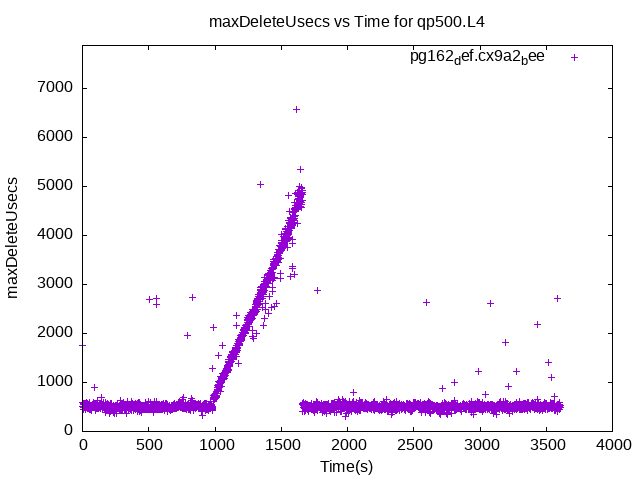 maxDeleteUsecs vs Time for qp500.L4
pg162def.cx9a2bee
7000
6000
5000
4000
3000
2000
1000
0
maxDeleteUsecs
0 500 1000 1500 2000 2500 3000 3500 4000
Time(s)